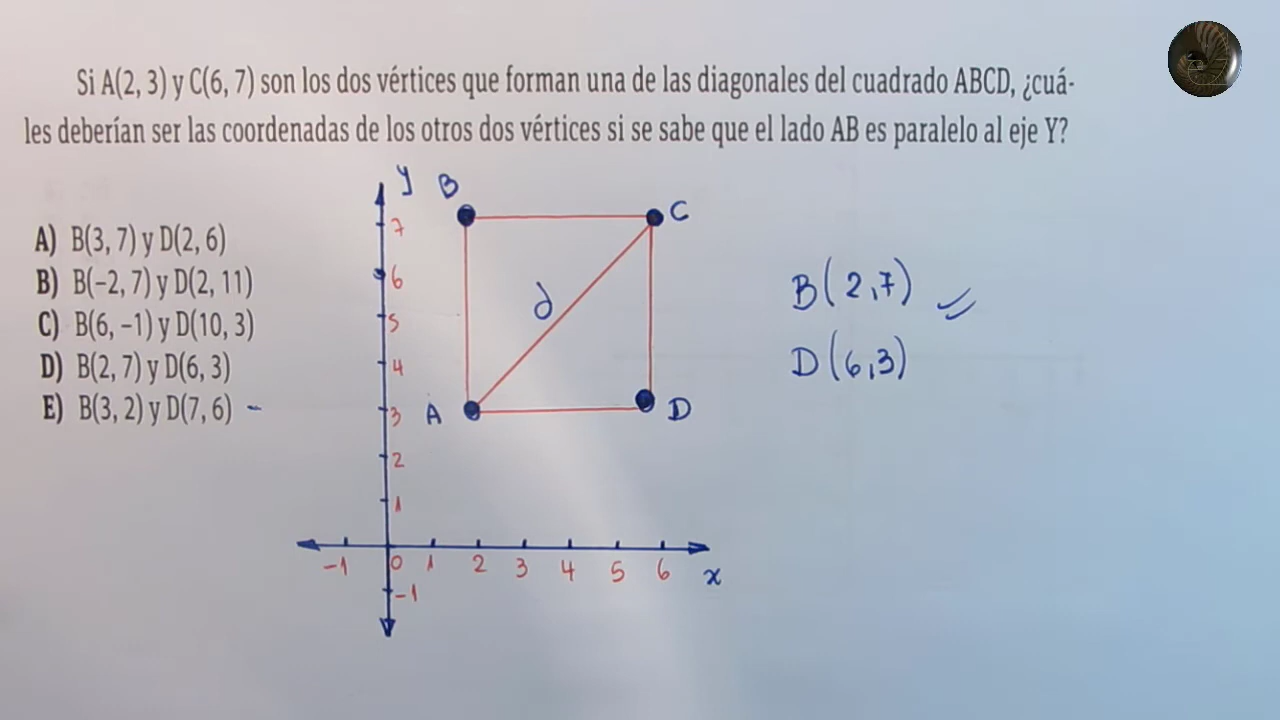 Si A(2, 3) y C(6, 7) son los dos vértices que forman una de las diagonales del cuadrado ABCD, ¿cuá-
les deberían ser las coordenadas de los otros dos vértices si se sabe que el lado AB es paralelo al eje Y?
A) B(3, 7) y D(2, 6)
B) B(−2, 7) y D(2, 11)
C) B(6, −1) y D(10, 3)
D) B(2, 7) y D(6, 3)
E) B(3, 2) y D(7, 6)
y
B
C
7
6
5
4
3
2
1
d
A
D
-1
0
1
2
3
4
5
6
x
-1
B(2,7)
D(6,3)